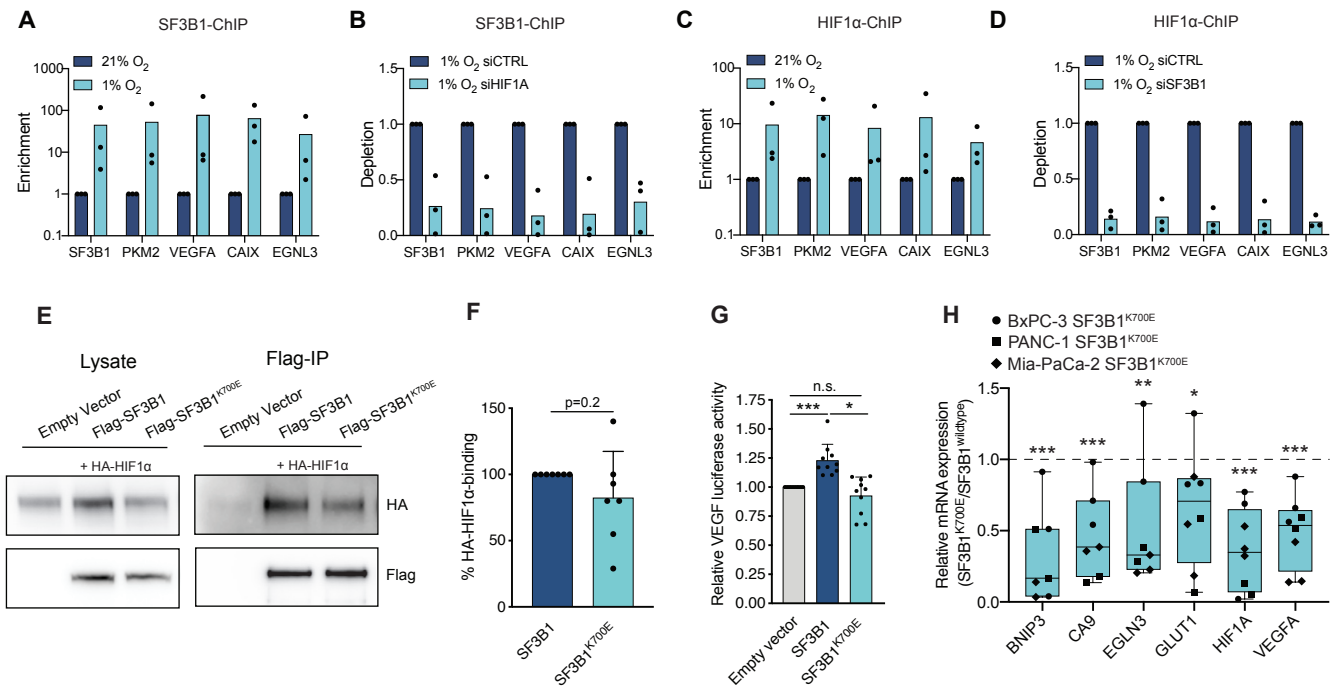 A
SF3B1-ChIP
21% O2
1% O2
Enrichment
1000
100
10
1
0.1
SF3B1 PKM2 VEGFA CAIX EGNL3
B
SF3B1-ChIP
1% O2 siCTRL
1% O2 siHIF1A
Depletion
1.5
1.0
0.5
0.0
SF3B1 PKM2 VEGFA CAIX EGNL3
C
HIF1α-ChIP
21% O2
1% O2
Enrichment
100
10
1
0.1
SF3B1 PKM2 VEGFA CAIX EGNL3
D
HIF1α-ChIP
1% O2 siCTRL
1% O2 siSF3B1
Depletion
1.5
1.0
0.5
0.0
SF3B1 PKM2 VEGFA CAIX EGNL3
E
Lysate
Flag-IP
Empty Vector
Flag-SF3B1
Flag-SF3B1K700E
Empty Vector
Flag-SF3B1
Flag-SF3B1K700E
+ HA-HIF1α
+ HA-HIF1α
HA
Flag
F
% HA-HIF1α-binding
150
100
50
0
p=0.2
SF3B1
SF3B1K700E
G
Relative VEGF luciferase activity
2.00
1.75
1.50
1.25
1.00
0.75
0.50
0.25
0.00
n.s.
***
*
Empty vector
SF3B1
SF3B1K700E
H
BxPC-3 SF3B1K700E
PANC-1 SF3B1K700E
Mia-PaCa-2 SF3B1K700E
Relative mRNA expression
(SF3B1K700E/SF3B1wildtype)
1.5
1.0
0.5
0.0
***
***
**
*
***
***
BNIP3
CA9
EGLN3
GLUT1
HIF1A
VEGFA